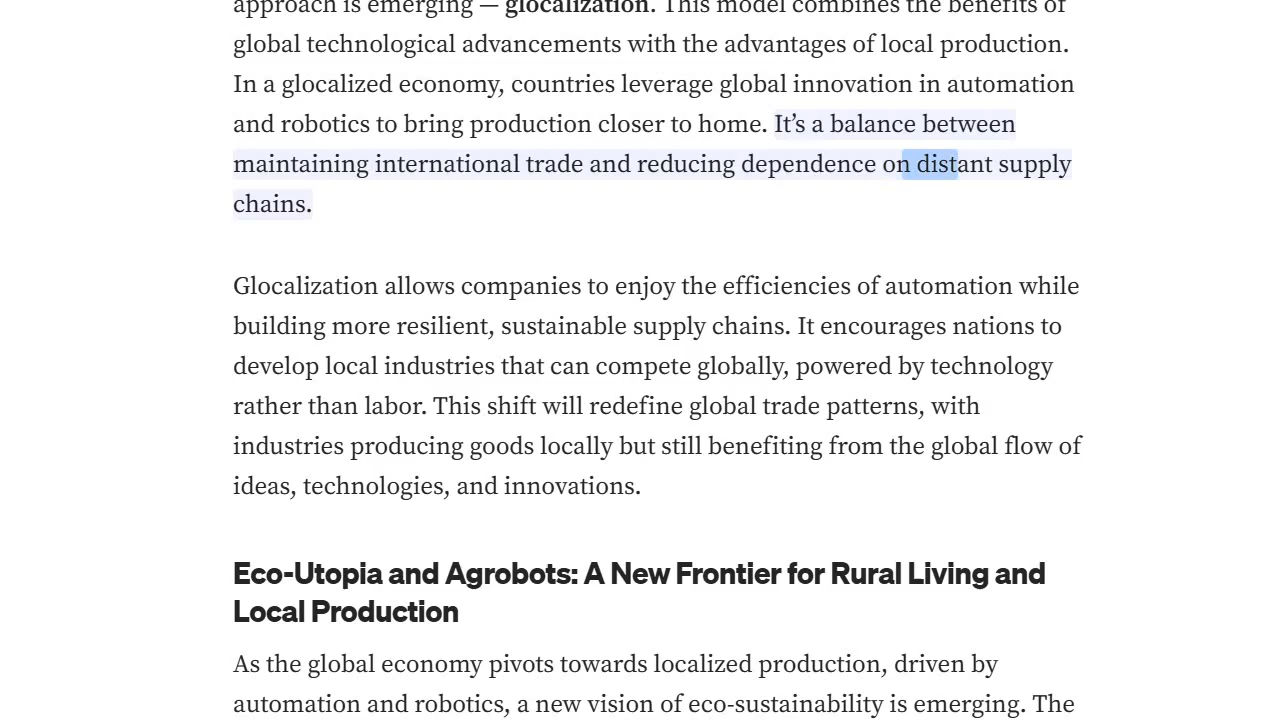 approach is emerging — glocalization. This model combines the benefits of
global technological advancements with the advantages of local production.
In a glocalized economy, countries leverage global innovation in automation
and robotics to bring production closer to home. It’s a balance between
maintaining international trade and reducing dependence on distant supply
chains.
Glocalization allows companies to enjoy the efficiencies of automation while
building more resilient, sustainable supply chains. It encourages nations to
develop local industries that can compete globally, powered by technology
rather than labor. This shift will redefine global trade patterns, with
industries producing goods locally but still benefiting from the global flow of
ideas, technologies, and innovations.
Eco-Utopia and Agrobots: A New Frontier for Rural Living and
Local Production
As the global economy pivots towards localized production, driven by
automation and robotics, a new vision of eco-sustainability is emerging. The